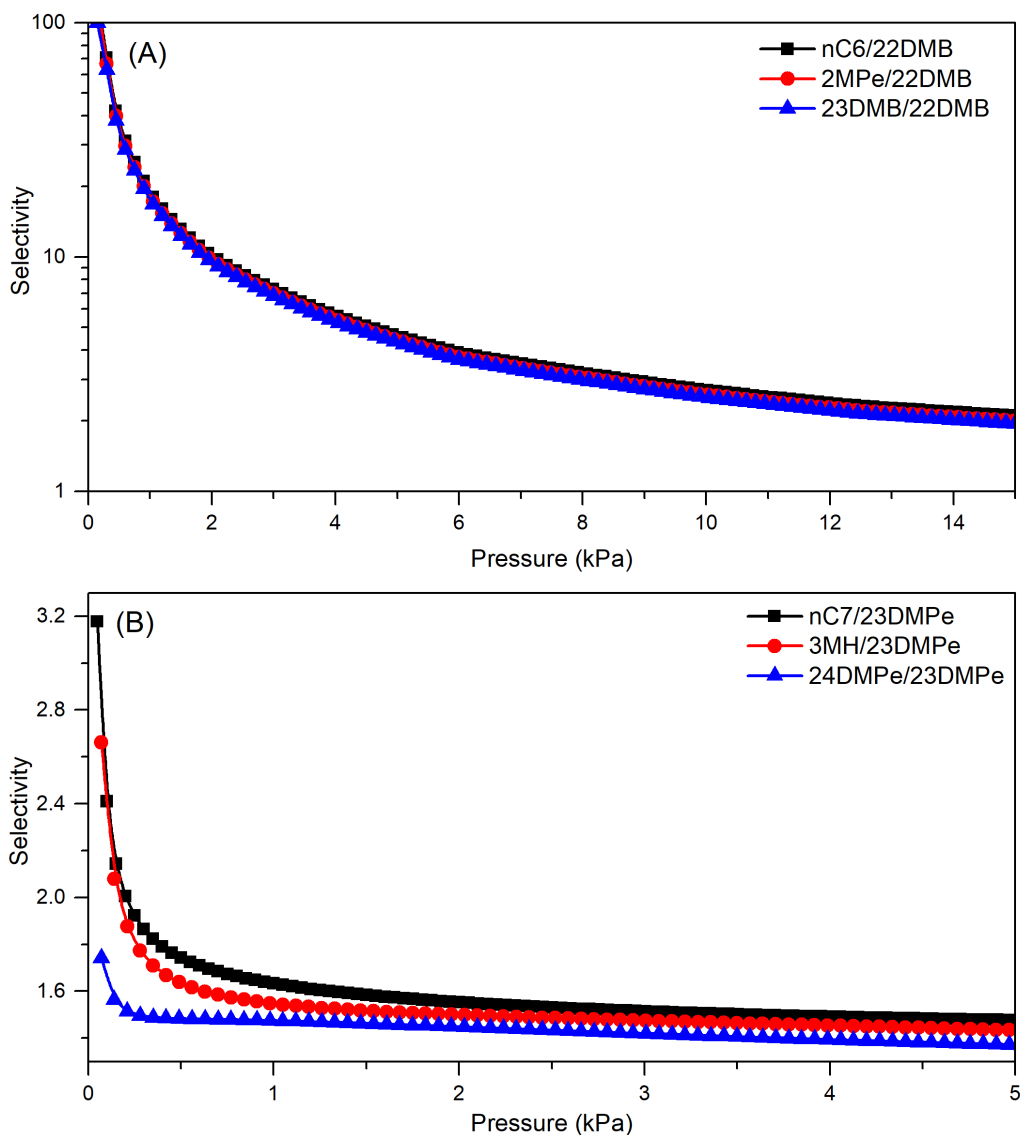 (A)
nC6/22DMB
2MPe/22DMB
23DMB/22DMB
100
10
1
Selectivity
0 2 4 6 8 10 12 14
Pressure (kPa)
(B)
nC7/23DMPe
3MH/23DMPe
24DMPe/23DMPe
3.2
2.8
2.4
2.0
1.6
Selectivity
0 1 2 3 4 5
Pressure (kPa)